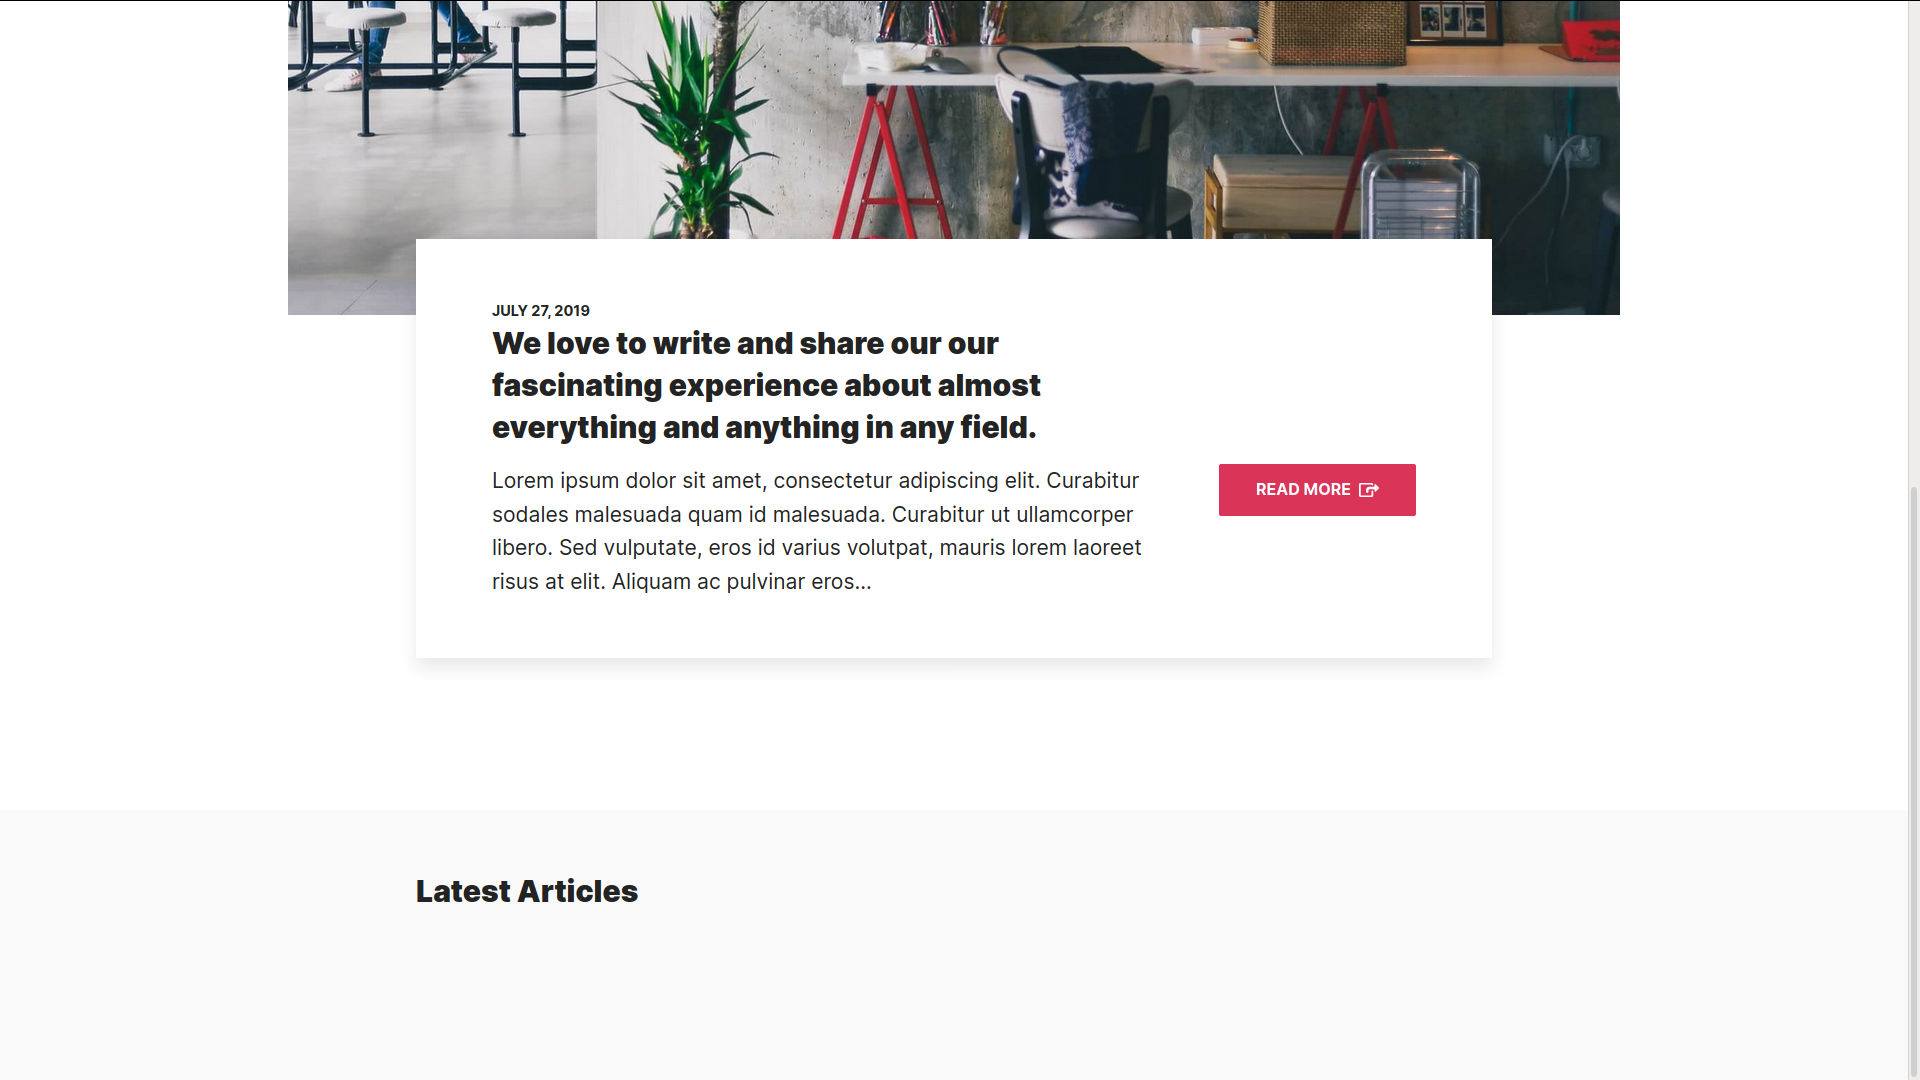 JULY 27, 2019
We love to write and share our our
fascinating experience about almost
everything and anything in any field.
Lorem ipsum dolor sit amet, consectetur adipiscing elit. Curabitur
sodales malesuada quam id malesuada. Curabitur ut ullamcorper
libero. Sed vulputate, eros id varius volutpat, mauris lorem laoreet
risus at elit. Aliquam ac pulvinar eros...
READ MORE
Latest Articles